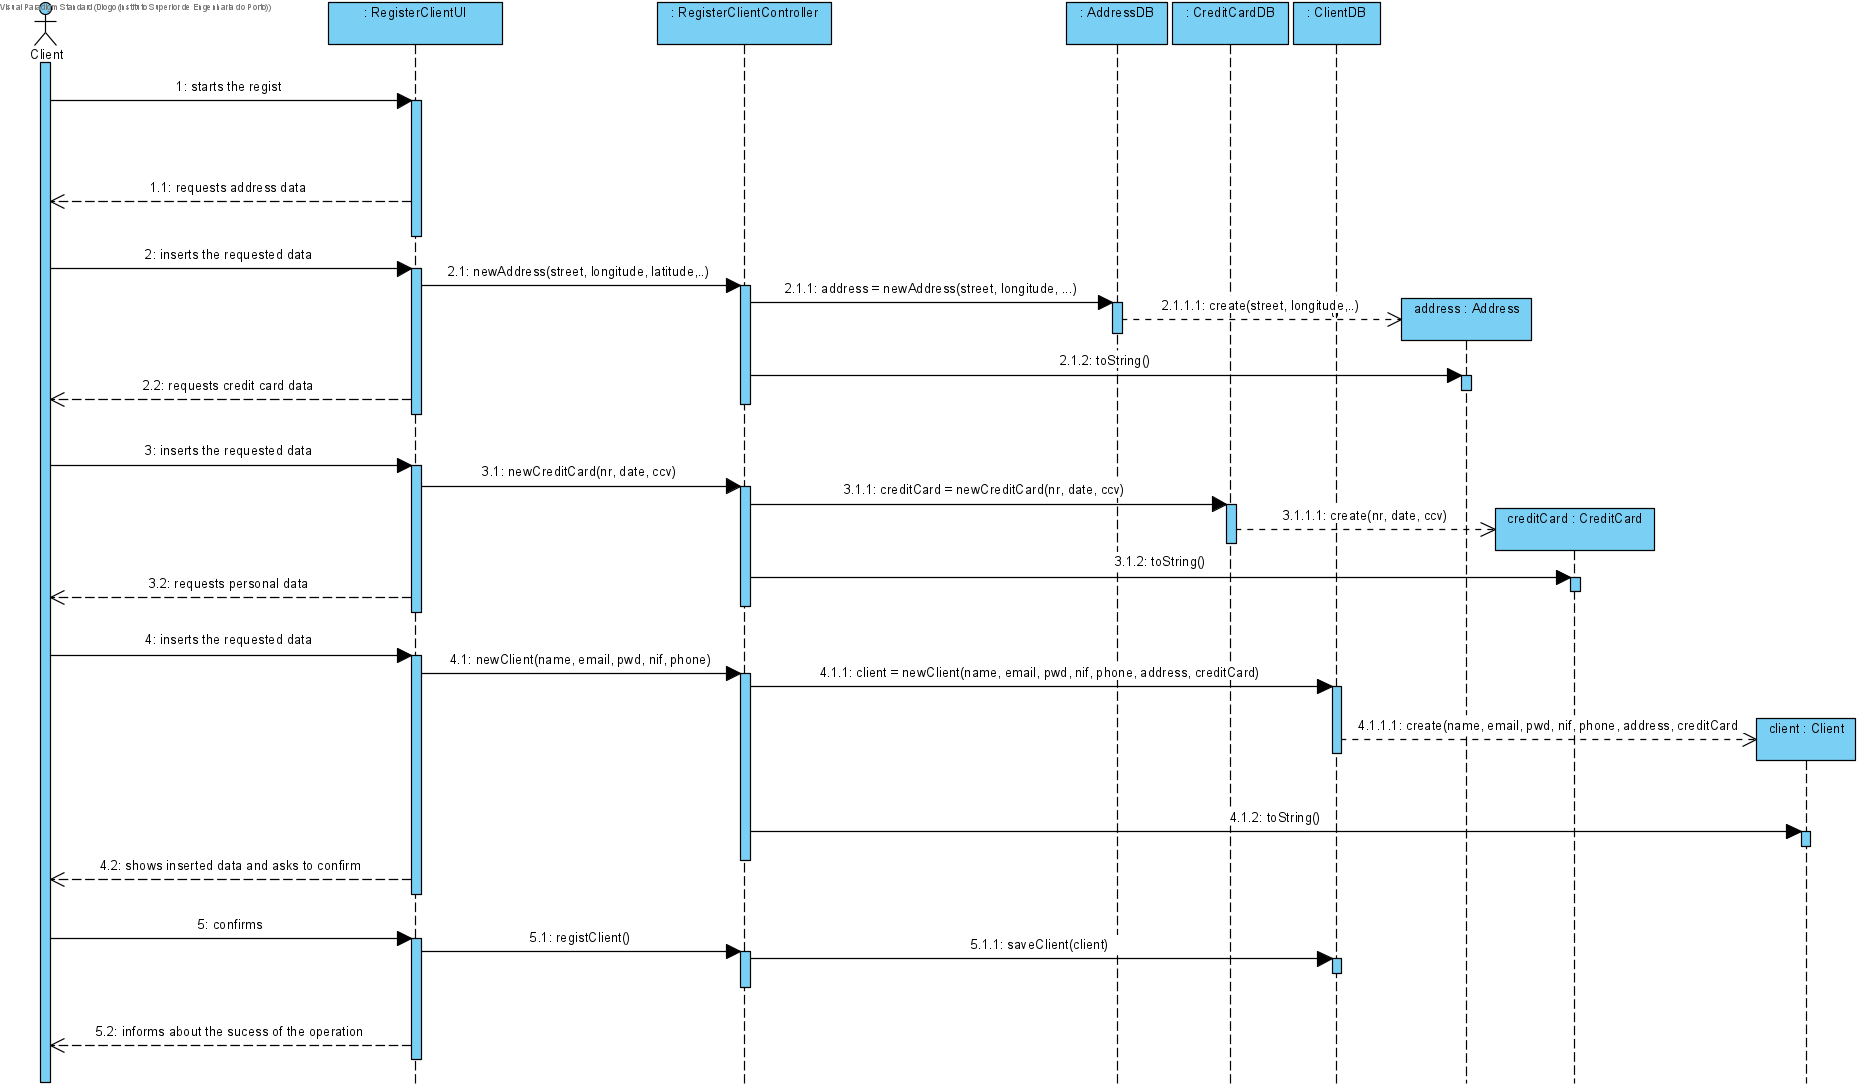 Visual Paradigm Standard (Diogo (Instituto Superior de Engenharia do Porto))
: RegisterClientUI
: RegisterClientController
: AddressDB
: CreditCardDB
: ClientDB
Client
1: starts the regist
1.1: requests address data
2: inserts the requested data
2.1: newAddress(street, longitude, latitude,..)
2.1.1: address = newAddress(street, longitude, ...)
2.1.1.1: create(street, longitude,..)
address : Address
2.1.2: toString()
2.2: requests credit card data
3: inserts the requested data
3.1: newCreditCard(nr, date, ccv)
3.1.1: creditCard = newCreditCard(nr, date, ccv)
3.1.1.1: create(nr, date, ccv)
creditCard : CreditCard
3.1.2: toString()
3.2: requests personal data
4: inserts the requested data
4.1: newClient(name, email, pwd, nif, phone)
4.1.1: client = newClient(name, email, pwd, nif, phone, address, creditCard)
4.1.1.1: create(name, email, pwd, nif, phone, address, creditCard
client : Client
4.1.2: toString()
4.2: shows inserted data and asks to confirm
5: confirms
5.1: registClient()
5.1.1: saveClient(client)
5.2: informs about the sucess of the operation